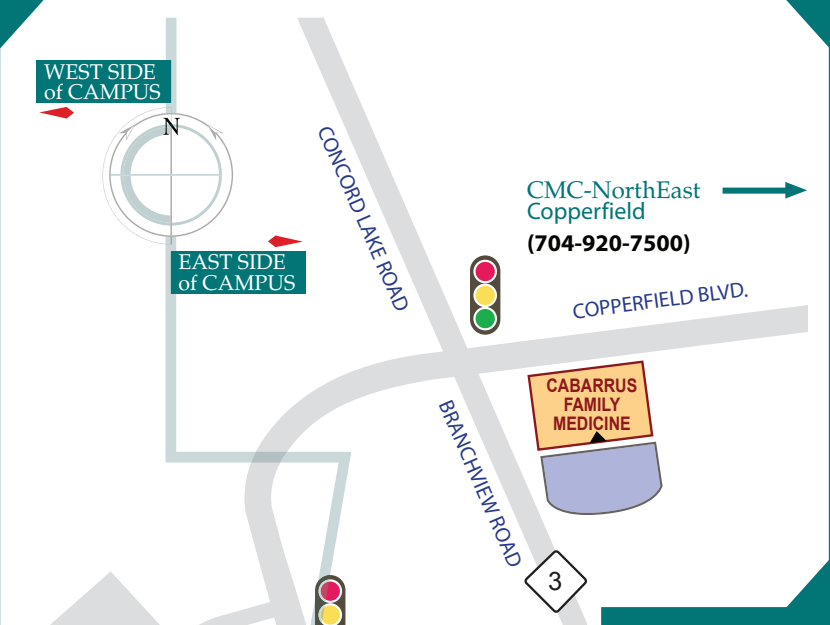 WEST SIDE
of CAMPUS
N
CONCORD LAKE ROAD
CMC-NorthEast
Copperfield
(704-920-7500)
EAST SIDE
of CAMPUS
COPPERFIELD BLVD.
CABARRUS
FAMILY
MEDICINE
BRANCHVIEW ROAD
3